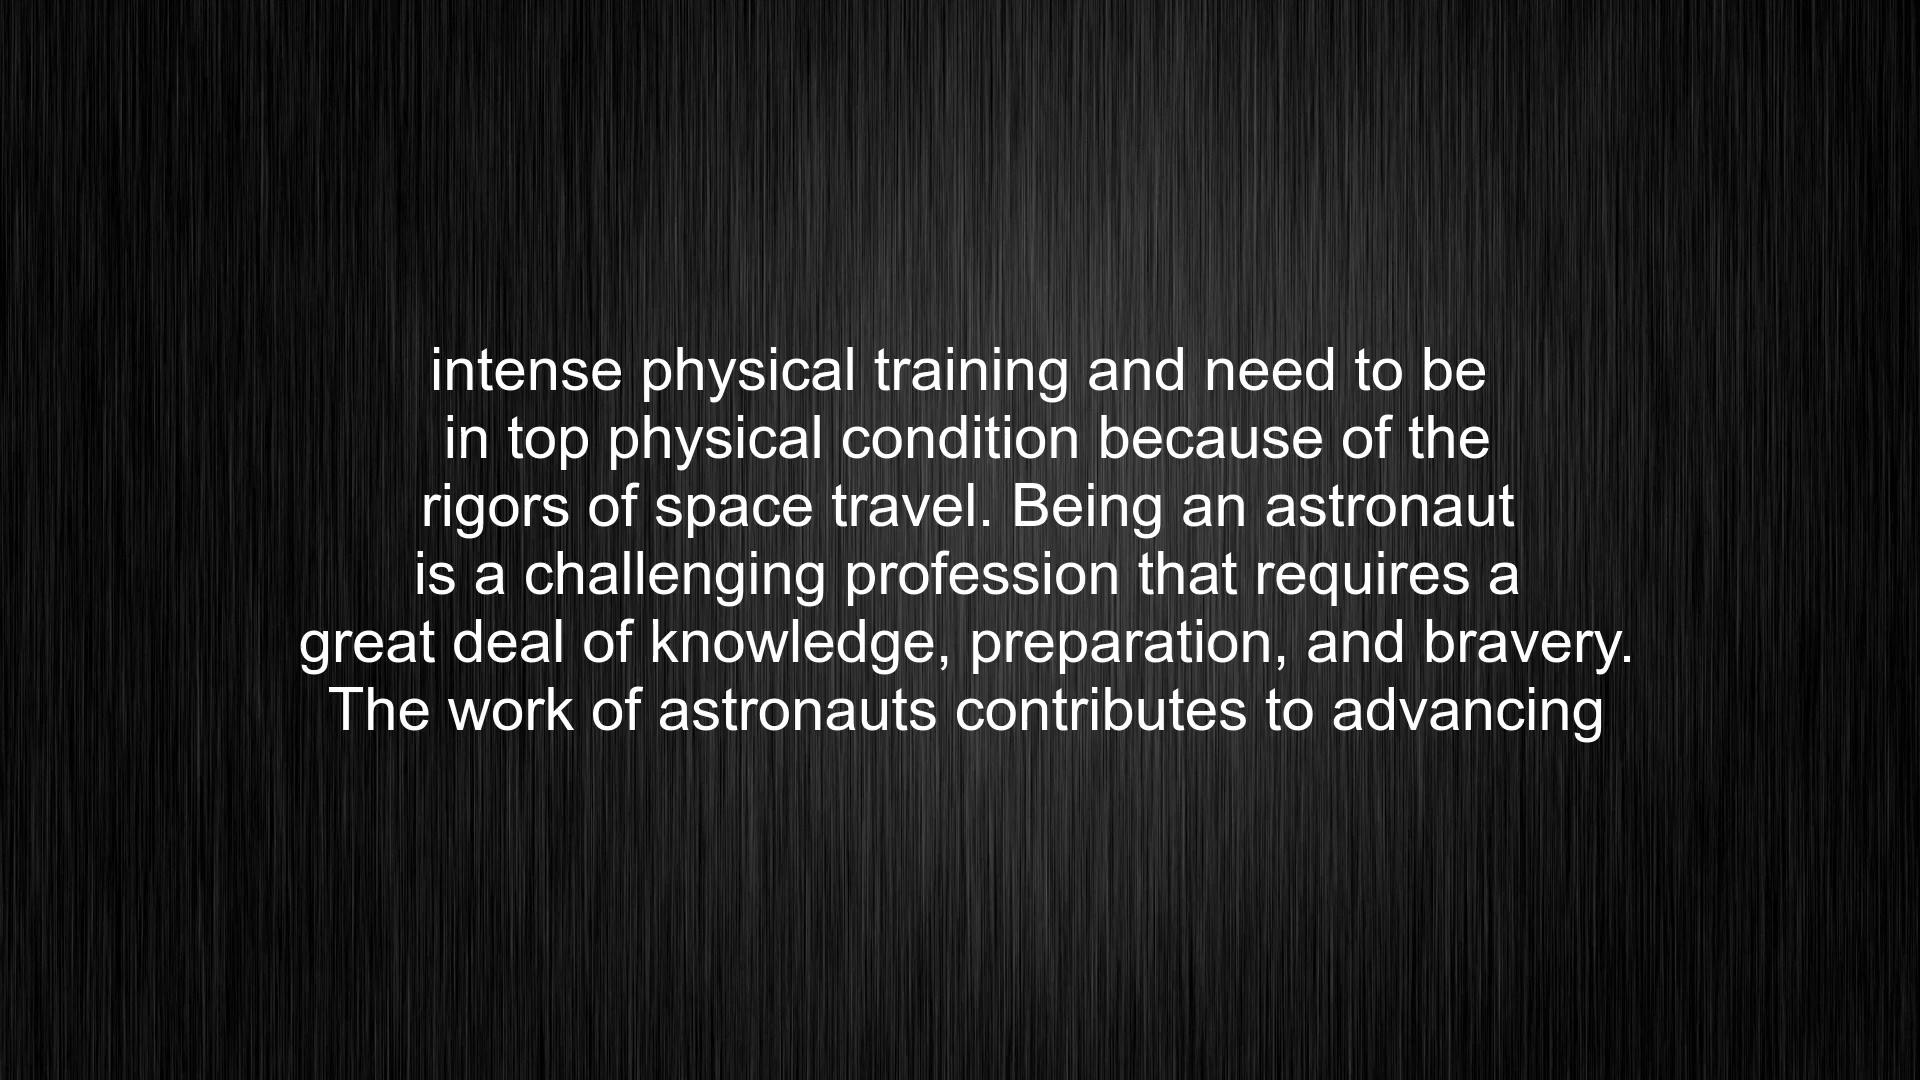 intense physical training and need to be
in top physical condition because of the
rigors of space travel. Being an astronaut
is a challenging profession that requires a
great deal of knowledge, preparation, and bravery.
The work of astronauts contributes to advancing